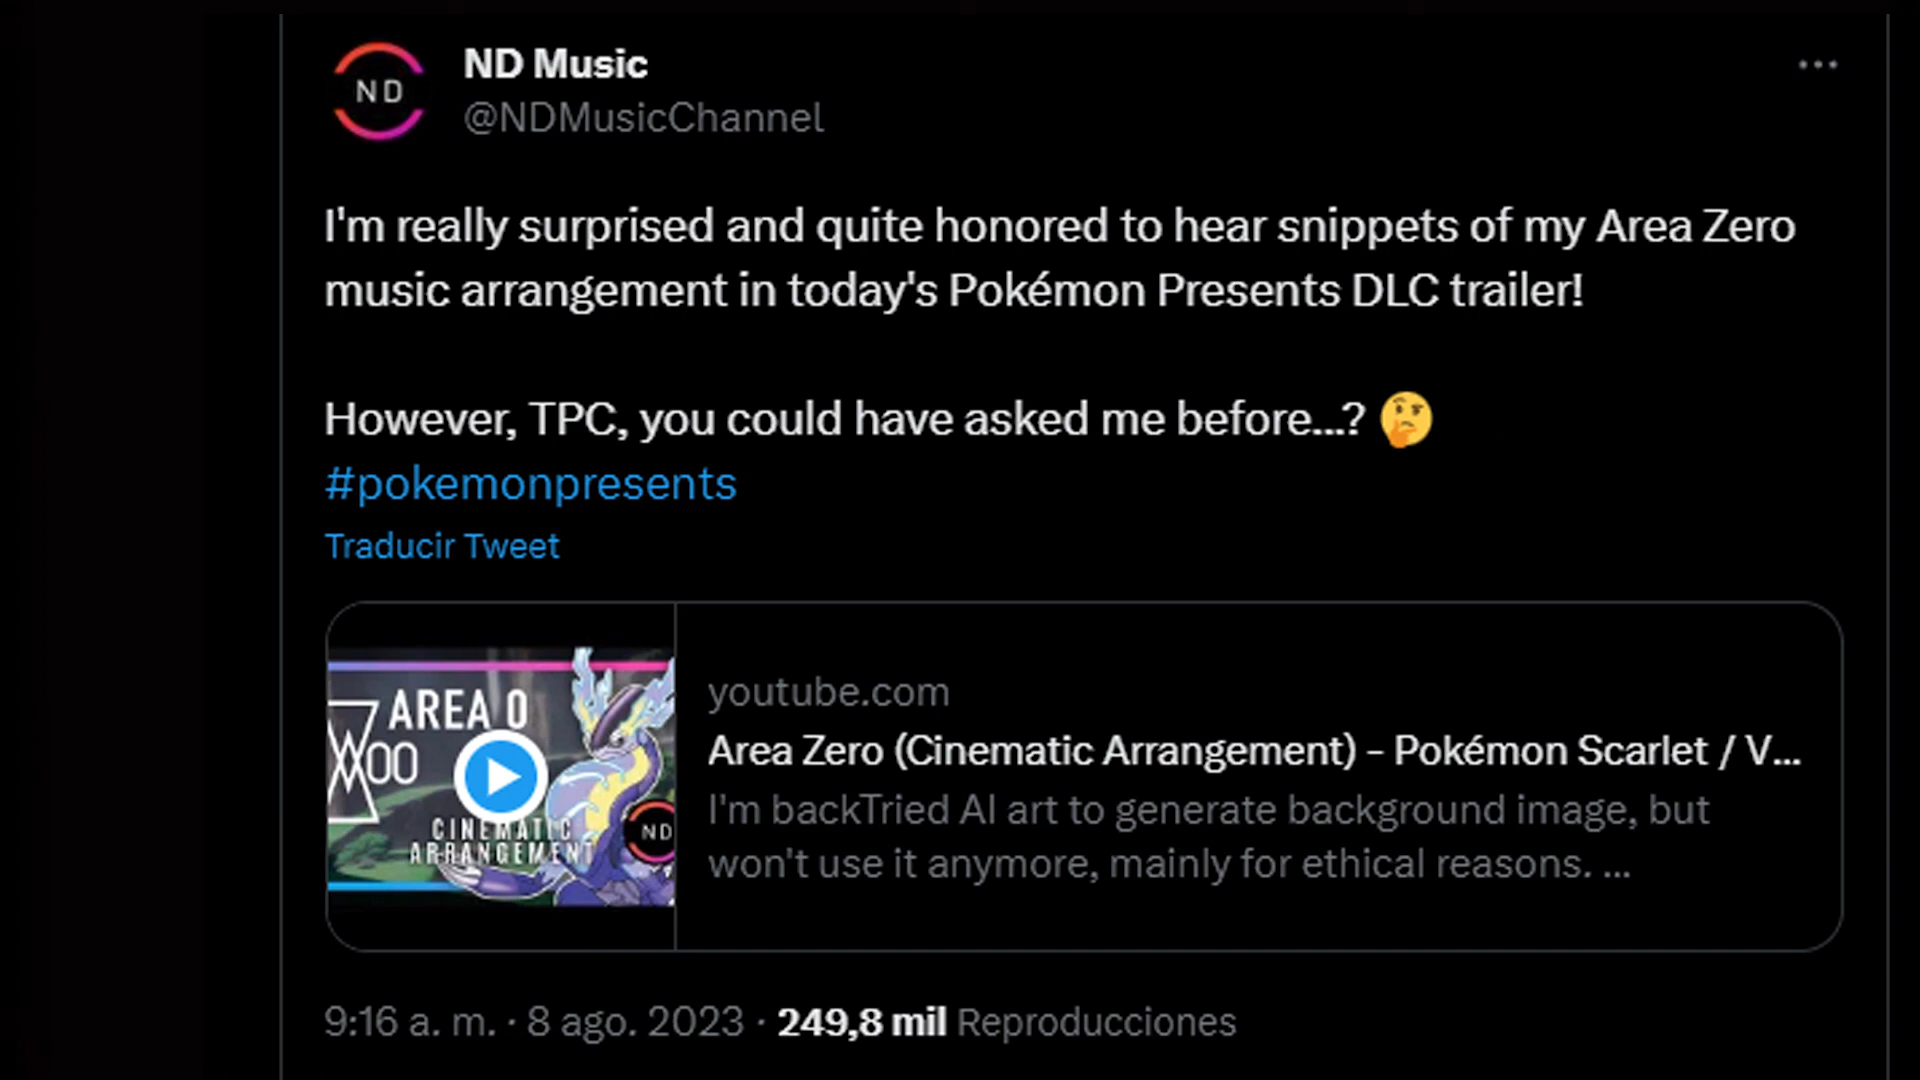 ND
ND Music
@NDMusicChannel
I'm really surprised and quite honored to hear snippets of my Area Zero
music arrangement in today's Pokémon Presents DLC trailer!
However, TPC, you could have asked me before...? 🤔
#pokemonpresents
Traducir Tweet
AREA 0
CINEMATIC
ARRANGEMENT
ND
youtube.com
Area Zero (Cinematic Arrangement) - Pokémon Scarlet / V...
I'm backTried AI art to generate background image, but
won't use it anymore, mainly for ethical reasons. ...
9:16 a. m. · 8 ago. 2023 · 249,8 mil Reproducciones